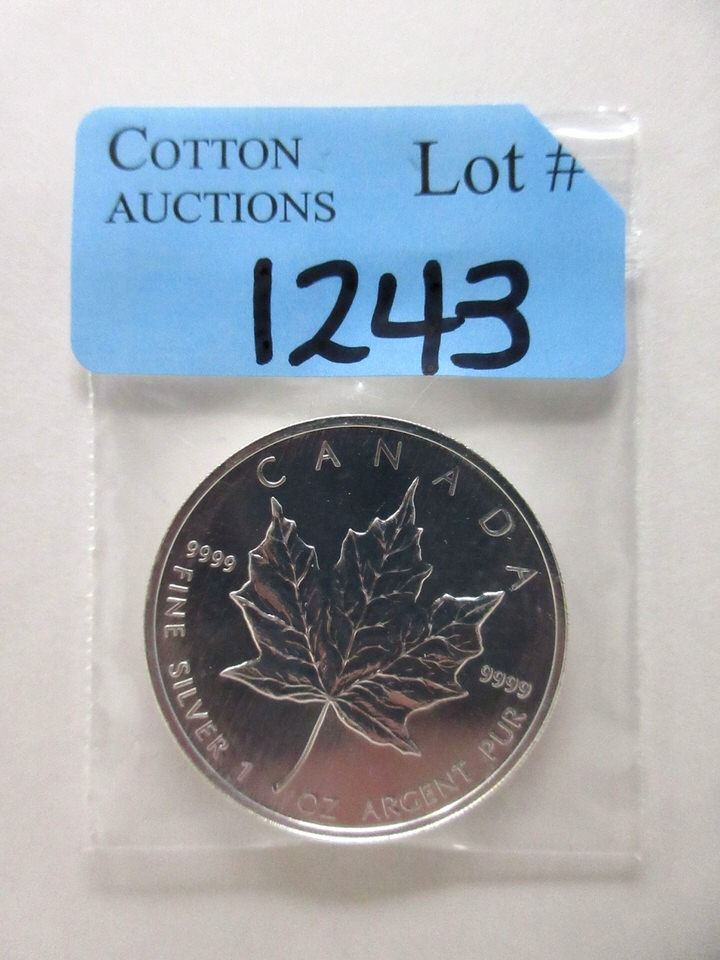 COTTON
AUCTIONS
Lot #
1243
CANADA
9999
9999
FINE SILVER 1 OZ ARGENT PUR